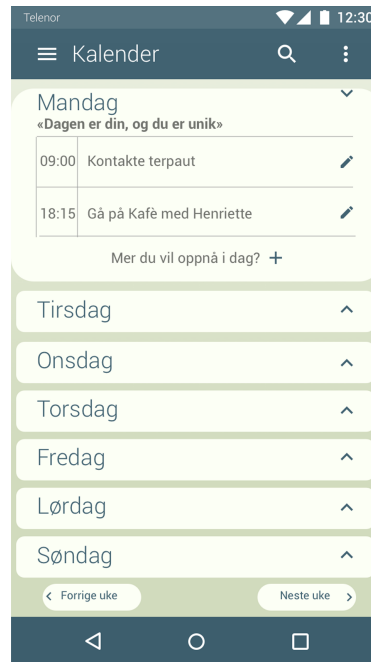 Telenor 12:30
Kalender
Mandag
«Dagen er din, og du er unik»
09:00 Kontakte terpaut
18:15 Gå på Kafè med Henriette
Mer du vil oppnå i dag? +
Tirsdag
Onsdag
Torsdag
Fredag
Lørdag
Søndag
Forrige uke Neste uke